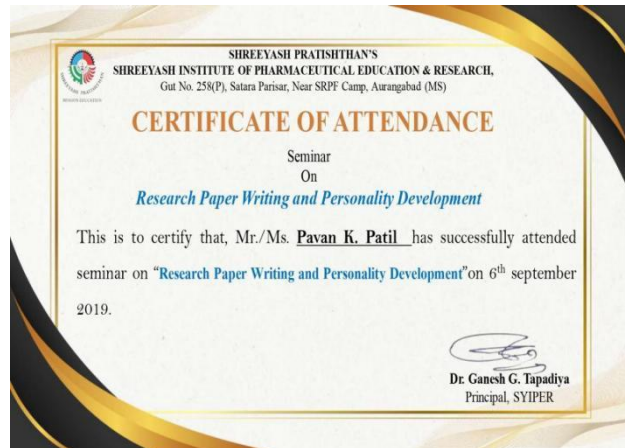 SHREEYASH PRATISHTHAN'S
SHREEYASH INSTITUTE OF PHARMACEUTICAL EDUCATION & RESEARCH,
Gut No. 258(P), Satara Parisar, Near SRPF Camp, Aurangabad (MS)
CERTIFICATE OF ATTENDANCE
Seminar
On
Research Paper Writing and Personality Development
This is to certify that, Mr./Ms. Pavan K. Patil has successfully attended
seminar on “Research Paper Writing and Personality Development”on 6th september
2019.
Dr. Ganesh G. Tapadiya
Principal, SYIPER